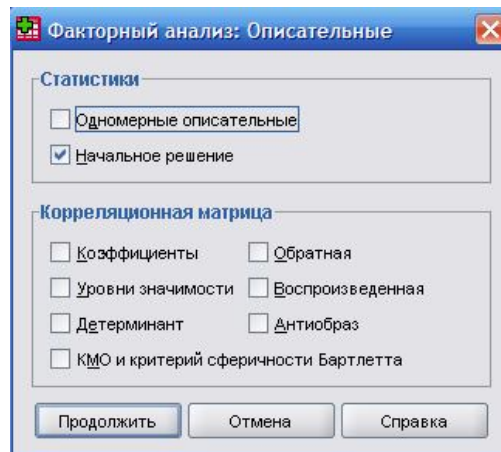 Факторный анализ: Описательные
Статистики
Одномерные описательные
Начальное решение
Корреляционная матрица
Коэффициенты Обратная
Уровни значимости Воспроизведенная
Детерминант Антиобраз
КМО и критерий сферичности Бартлетта
Продолжить Отмена Справка